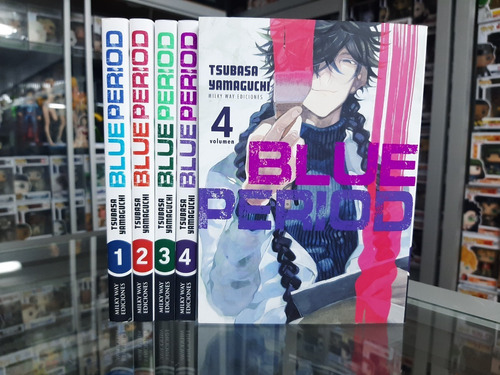 BLUE PERIOD
TSUBASA
YAMAGUCHI
1
MILKY WAY
EDICIONES
BLUE PERIOD
TSUBASA
YAMAGUCHI
2
MILKY WAY
EDICIONES
BLUE PERIOD
TSUBASA
YAMAGUCHI
3
MILKY WAY
EDICIONES
BLUE PERIOD
TSUBASA
YAMAGUCHI
4
MILKY WAY
EDICIONES
TSUBASA
YAMAGUCHI
MILKY WAY EDICIONES
4
volumen
BLUE
PERIOD